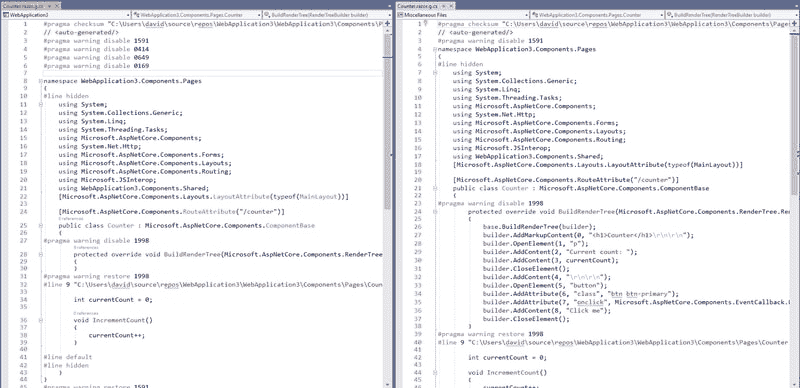 Counter.razor.g.cs
WebApplication3
WebApplication3.Components.Pages.Counter
BuildRenderTree(RenderTreeBuilder builder)
1 #pragma checksum "C:\Users\david\source\repos\WebApplication3\WebApplication3\Components\Pages\Cou
2 // <auto-generated/>
3 #pragma warning disable 1591
4 #pragma warning disable 0414
5 #pragma warning disable 0649
6 #pragma warning disable 0169
7
8 namespace WebApplication3.Components.Pages
9 {
10 #line hidden
11 using System;
12 using System.Collections.Generic;
13 using System.Linq;
14 using System.Threading.Tasks;
15 using Microsoft.AspNetCore.Components;
16 using System.Net.Http;
17 using Microsoft.AspNetCore.Components.Forms;
18 using Microsoft.AspNetCore.Components.Layouts;
19 using Microsoft.AspNetCore.Components.Routing;
20 using Microsoft.JSInterop;
21 using WebApplication3.Components.Shared;
22 [Microsoft.AspNetCore.Components.Layouts.LayoutAttribute(typeof(MainLayout))]
23
24 [Microsoft.AspNetCore.Components.RouteAttribute("/counter")]
25 public class Counter : Microsoft.AspNetCore.Components.ComponentBase
26 {
27 #pragma warning disable 1998
28 protected override void BuildRenderTree(Microsoft.AspNetCore.Components.RenderTree
29 {
30 }
31 #pragma warning restore 1998
32 #line 9 "C:\Users\david\source\repos\WebApplication3\WebApplication3\Components\Pages\Coun
33
34 int currentCount = 0;
35
36 void IncrementCount()
37 {
38 currentCount++;
39 }
40
41 #line default
42 #line hidden
43 }
44 }
45 #pragma warning restore 1591
Counter.razor.g.cs
Miscellaneous Files
WebApplication3.Components.Pages.Counter
BuildRenderTree(RenderTreeBuilder builder)
1 #pragma checksum "C:\Users\david\source\repos\WebApplication3\WebApplication3\Components\Pages
2 // <auto-generated/>
3 #pragma warning disable 1591
4 namespace WebApplication3.Components.Pages
5 {
6 #line hidden
7 using System;
8 using System.Collections.Generic;
9 using System.Linq;
10 using System.Threading.Tasks;
11 using Microsoft.AspNetCore.Components;
12 using System.Net.Http;
13 using Microsoft.AspNetCore.Components.Forms;
14 using Microsoft.AspNetCore.Components.Layouts;
15 using Microsoft.AspNetCore.Components.Routing;
16 using Microsoft.JSInterop;
17 using WebApplication3.Components.Shared;
18 [Microsoft.AspNetCore.Components.Layouts.LayoutAttribute(typeof(MainLayout))]
19
20 [Microsoft.AspNetCore.Components.RouteAttribute("/counter")]
21 public class Counter : Microsoft.AspNetCore.Components.ComponentBase
22 {
23 #pragma warning disable 1998
24 protected override void BuildRenderTree(Microsoft.AspNetCore.Components.RenderTree.Ren
25 {
26 base.BuildRenderTree(builder);
27 builder.AddMarkupContent(0, "<h1>Counter</h1>\r\n\r\n");
28 builder.OpenElement(1, "p");
29 builder.AddContent(2, "Current count: ");
30 builder.AddContent(3, currentCount);
31 builder.CloseElement();
32 builder.AddContent(4, "\r\n\r\n");
33 builder.OpenElement(5, "button");
34 builder.AddAttribute(6, "class", "btn btn-primary");
35 builder.AddAttribute(7, "onclick", Microsoft.AspNetCore.Components.EventCallback.F
36 builder.AddContent(8, "Click me");
37 builder.CloseElement();
38 }
39 #pragma warning restore 1998
40 #line 9 "C:\Users\david\source\repos\WebApplication3\WebApplication3\Components\Pages\Counter
41
42 int currentCount = 0;
43
44 void IncrementCount()
45 {
46 currentCount++;